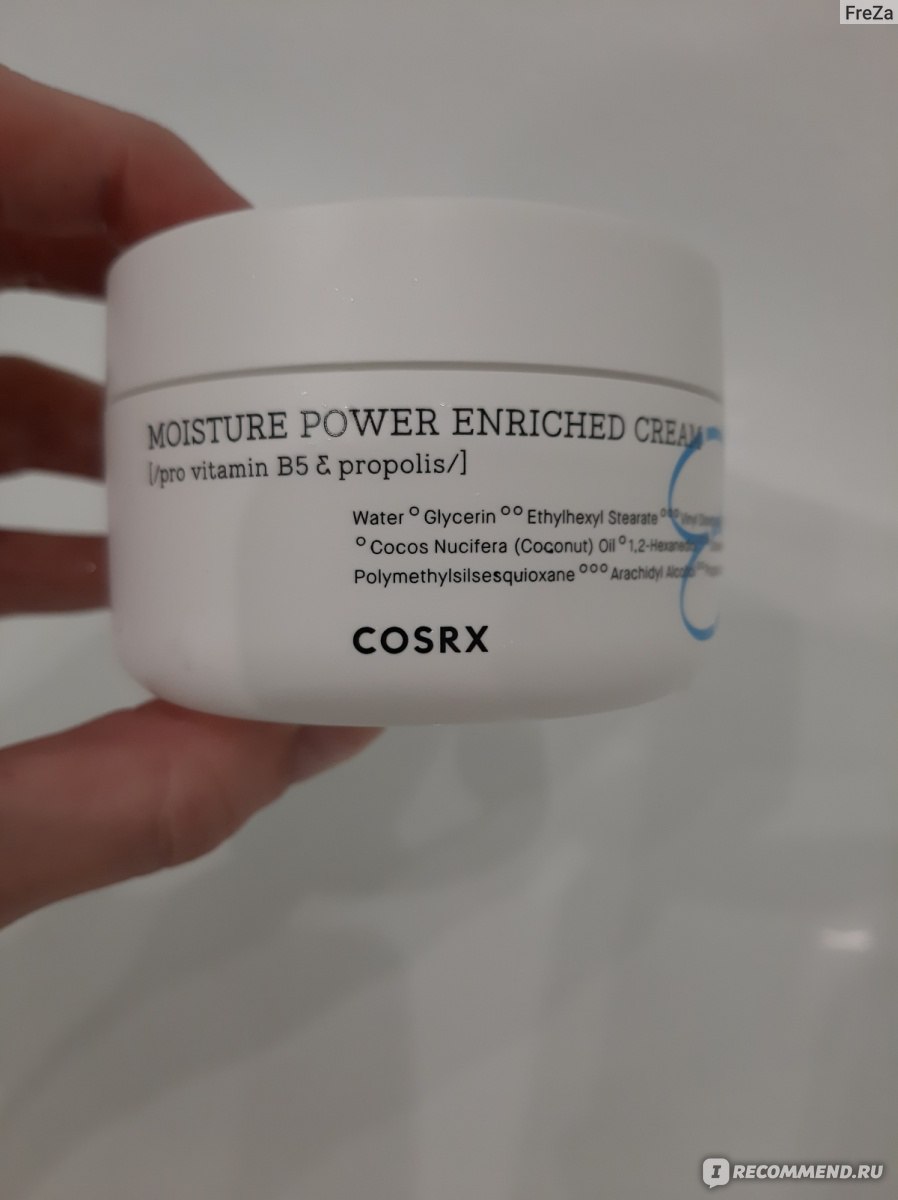 FreZa
MOISTURE POWER ENRICHED CREAM
[/pro vitamin B5 & propolis/]
Water ° Glycerin °° Ethylhexyl Stearate °°°
° Cocos Nucifera (Coconut) Oil ° 1,2-Hexanediol
Polymethylsilsesquioxane °°° Arachidyl Alcohol
COSRX
IRECOMMEND.RU